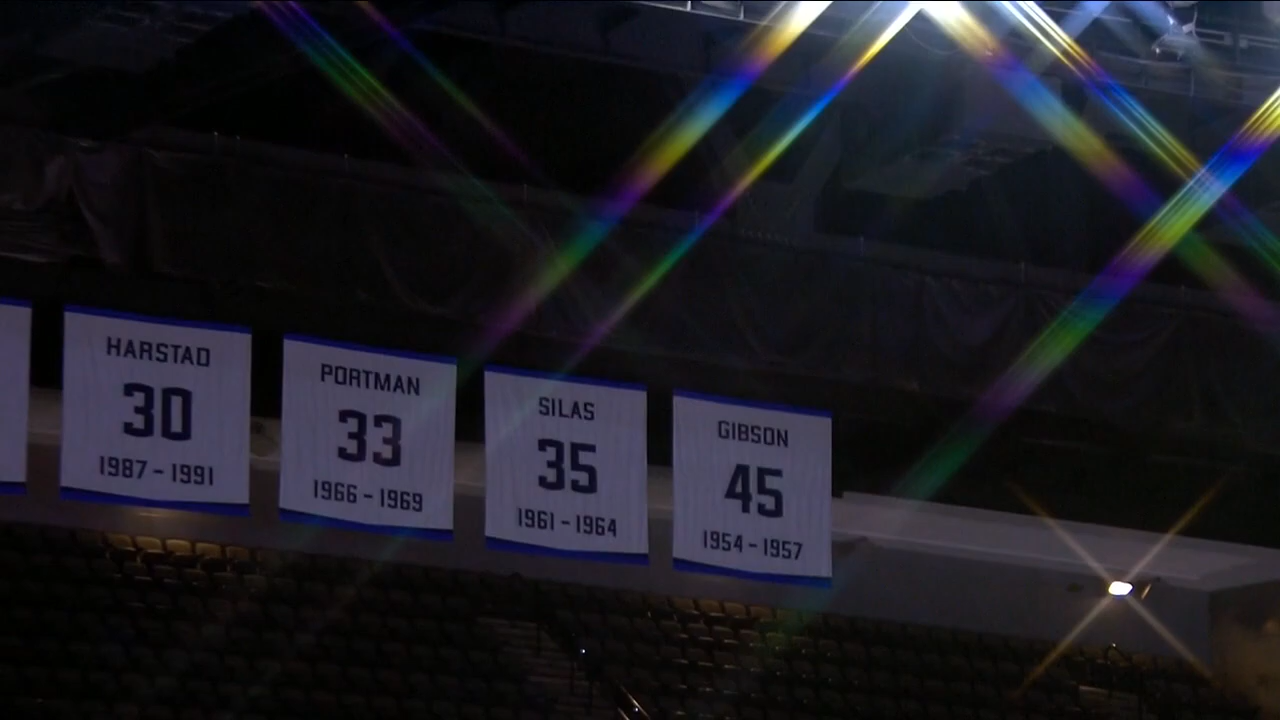 HARSTAD
30
1987 - 1991
PORTMAN
33
1966 - 1969
SILAS
35
1961 - 1964
GIBSON
45
1954 - 1957